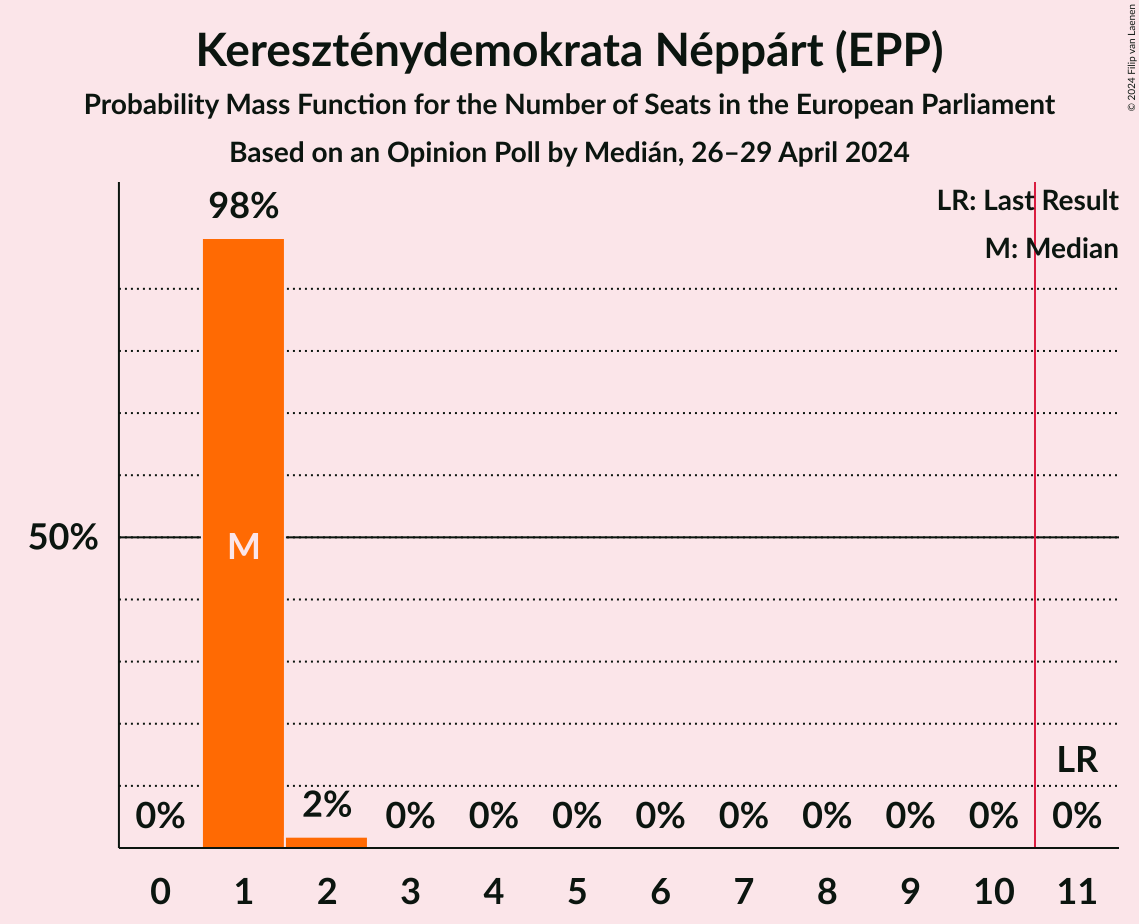 Kereszténydemokrata Néppárt (EPP)
Probability Mass Function for the Number of Seats in the European Parliament
Based on an Opinion Poll by Medián, 26–29 April 2024
© 2024 Filip van Laenen
LR: Last Result
M: Median
98%
50%
M
LR
0% 2% 0% 0% 0% 0% 0% 0% 0% 0% 0%
0 1 2 3 4 5 6 7 8 9 10 11